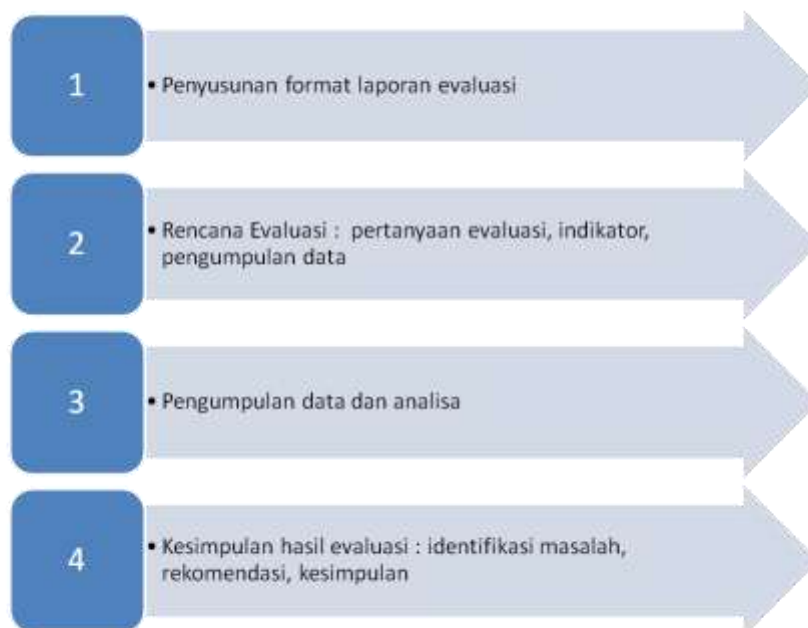 1
• Penyusunan format laporan evaluasi
2
• Rencana Evaluasi : pertanyaan evaluasi, indikator,
pengumpulan data
3
• Pengumpulan data dan analisa
4
• Kesimpulan hasil evaluasi : identifikasi masalah,
rekomendasi, kesimpulan